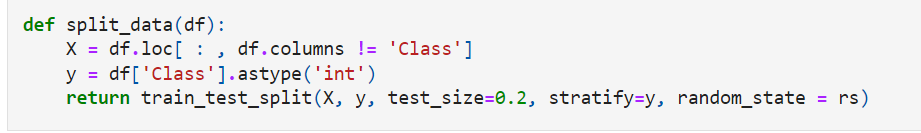 def split_data(df):
    X = df.loc[ : , df.columns != 'Class']
    y = df['Class'].astype('int')
    return train_test_split(X, y, test_size=0.2, stratify=y, random_state = rs)